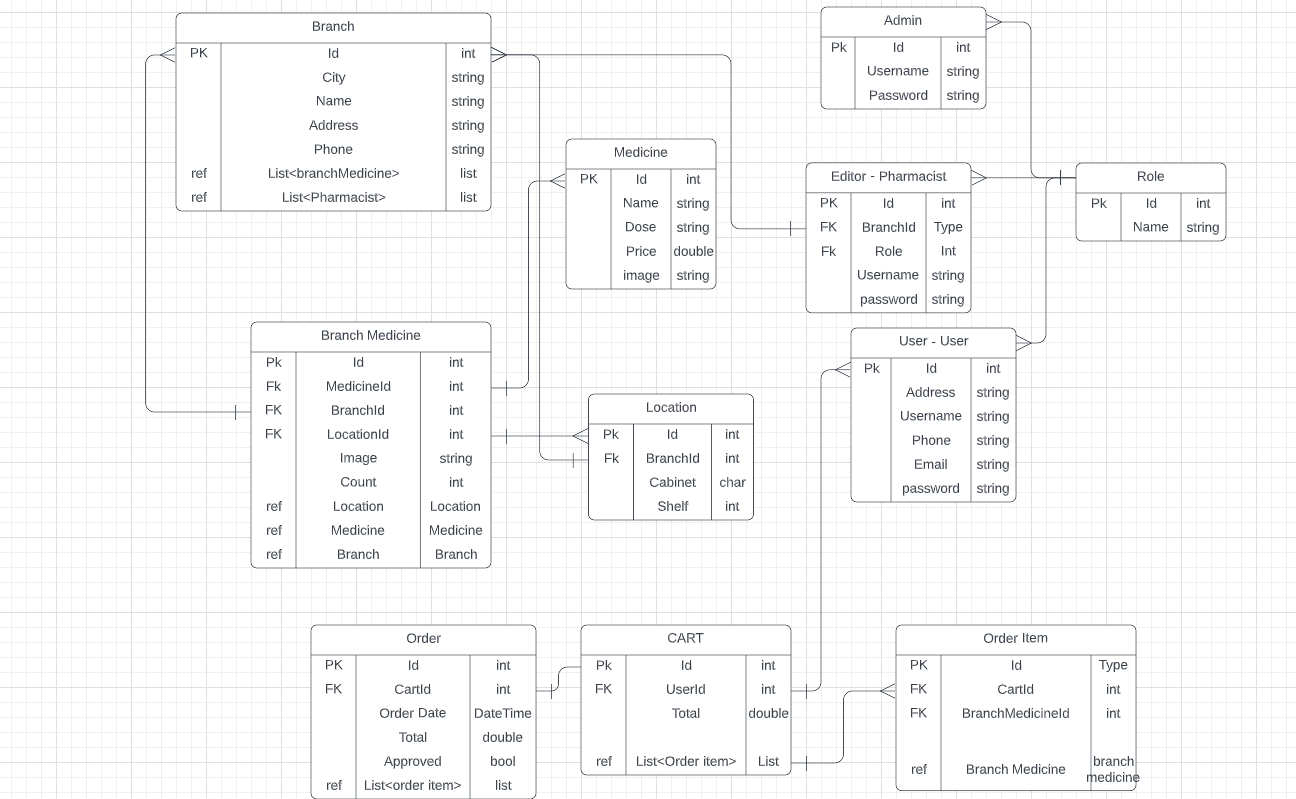 Branch
PK Id int
City string
Name string
Address string
Phone string
ref List<branchMedicine> list
ref List<Pharmacist> list
Admin
Pk Id int
Username string
Password string
Medicine
PK Id int
Name string
Dose string
Price double
image string
Editor - Pharmacist
PK Id int
FK BranchId Type
Fk Role Int
Username string
password string
Role
Pk Id int
Name string
Branch Medicine
Pk Id int
Fk MedicineId int
FK BranchId int
FK LocationId int
Image string
Count int
ref Location Location
ref Medicine Medicine
ref Branch Branch
User - User
Pk Id int
Address string
Username string
Phone string
Email string
password string
Location
Pk Id int
Fk BranchId int
Cabinet char
Shelf int
Order
PK Id int
FK CartId int
Order Date DateTime
Total double
Approved bool
ref List<order item> list
CART
Pk Id int
FK UserId int
Total double
ref List<Order item> List
Order Item
PK Id Type
FK CartId int
FK BranchMedicineId int
ref Branch Medicine branch
medicine